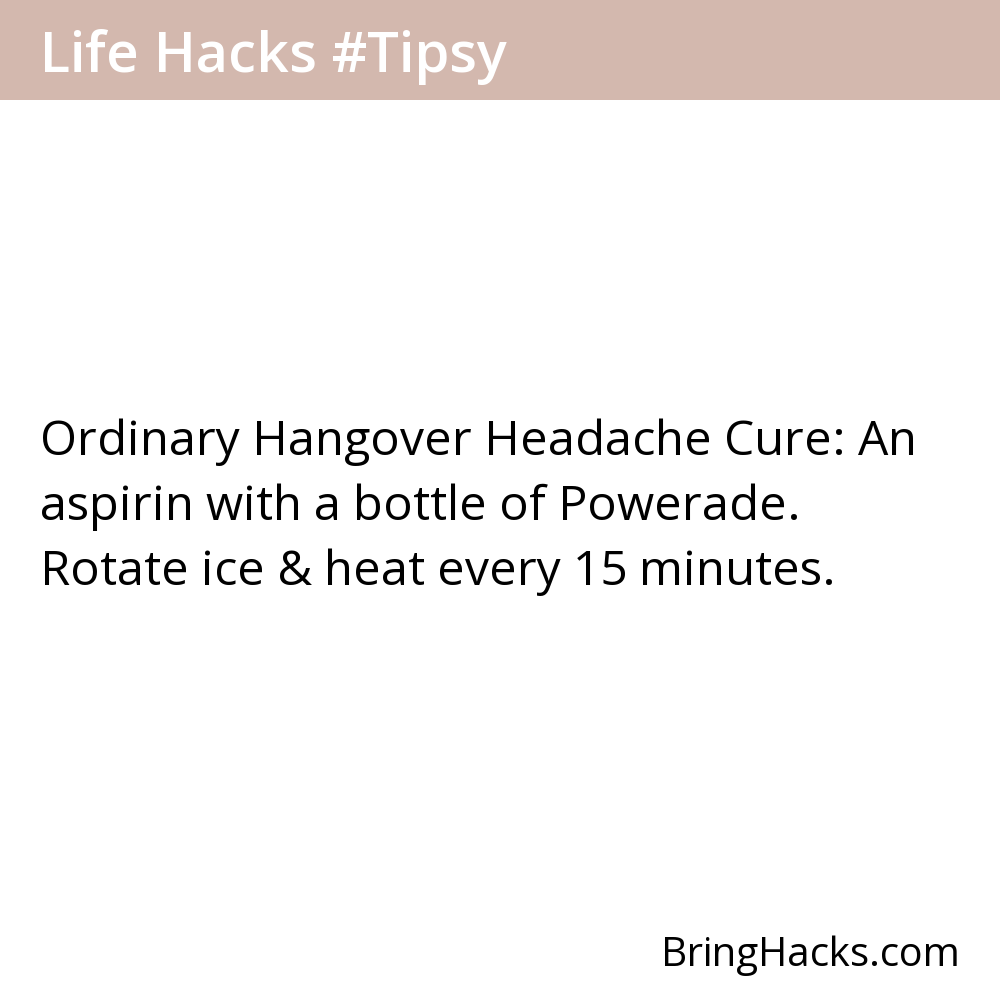 Life Hacks #Tipsy
Ordinary Hangover Headache Cure: An
aspirin with a bottle of Powerade.
Rotate ice & heat every 15 minutes.
BringHacks.com